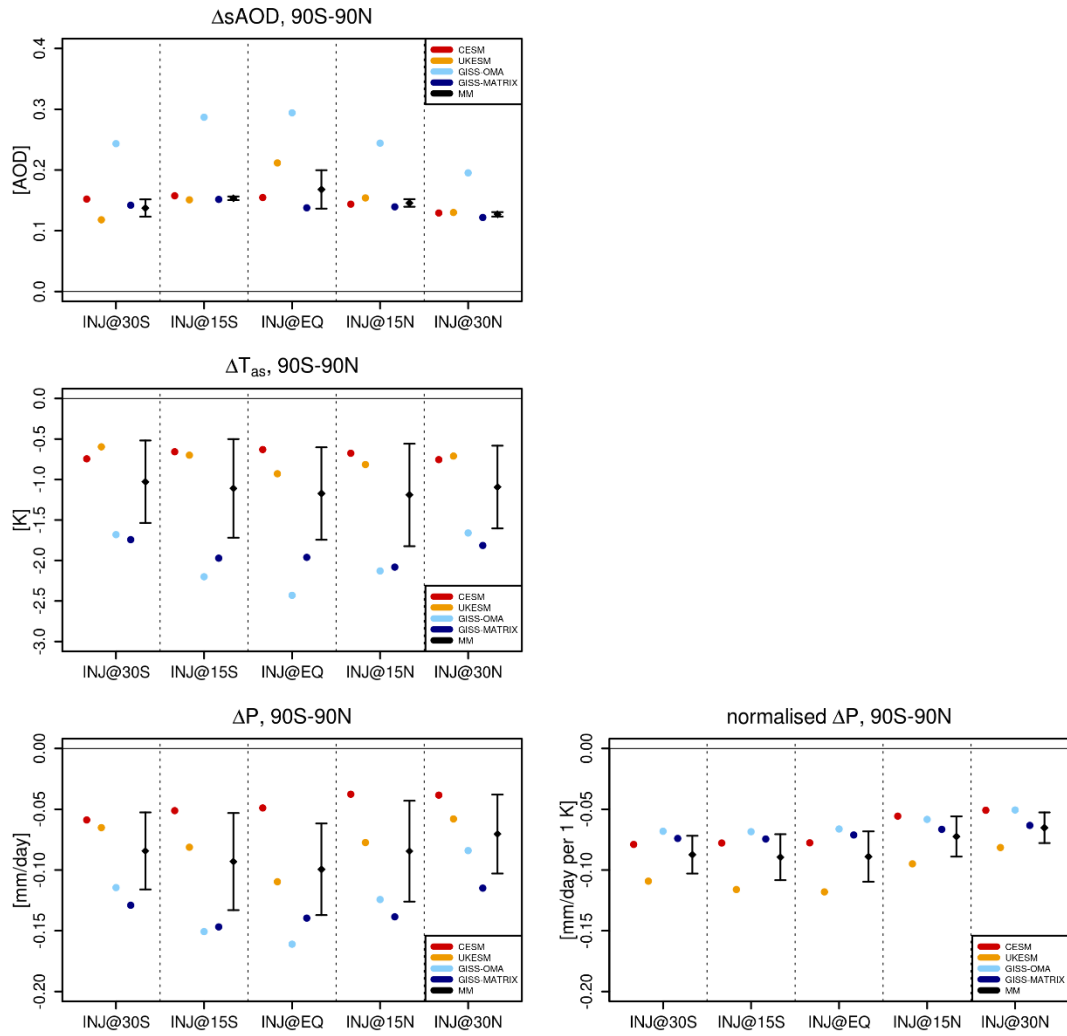 ΔsAOD, 90S-90N
[AOD]
0.4
0.3
0.2
0.1
0.0
CESM
UKESM
GISS-OMA
GISS-MATRIX
MM
INJ@30S INJ@15S INJ@EQ INJ@15N INJ@30N
ΔTas, 90S-90N
[K]
0.0
-0.5
-1.0
-1.5
-2.0
-2.5
-3.0
CESM
UKESM
GISS-OMA
GISS-MATRIX
MM
INJ@30S INJ@15S INJ@EQ INJ@15N INJ@30N
ΔP, 90S-90N
[mm/day]
0.00
-0.05
-0.10
-0.15
-0.20
CESM
UKESM
GISS-OMA
GISS-MATRIX
MM
INJ@30S INJ@15S INJ@EQ INJ@15N INJ@30N
normalised ΔP, 90S-90N
[mm/day per 1 K]
0.00
-0.05
-0.10
-0.15
-0.20
CESM
UKESM
GISS-OMA
GISS-MATRIX
MM
INJ@30S INJ@15S INJ@EQ INJ@15N INJ@30N